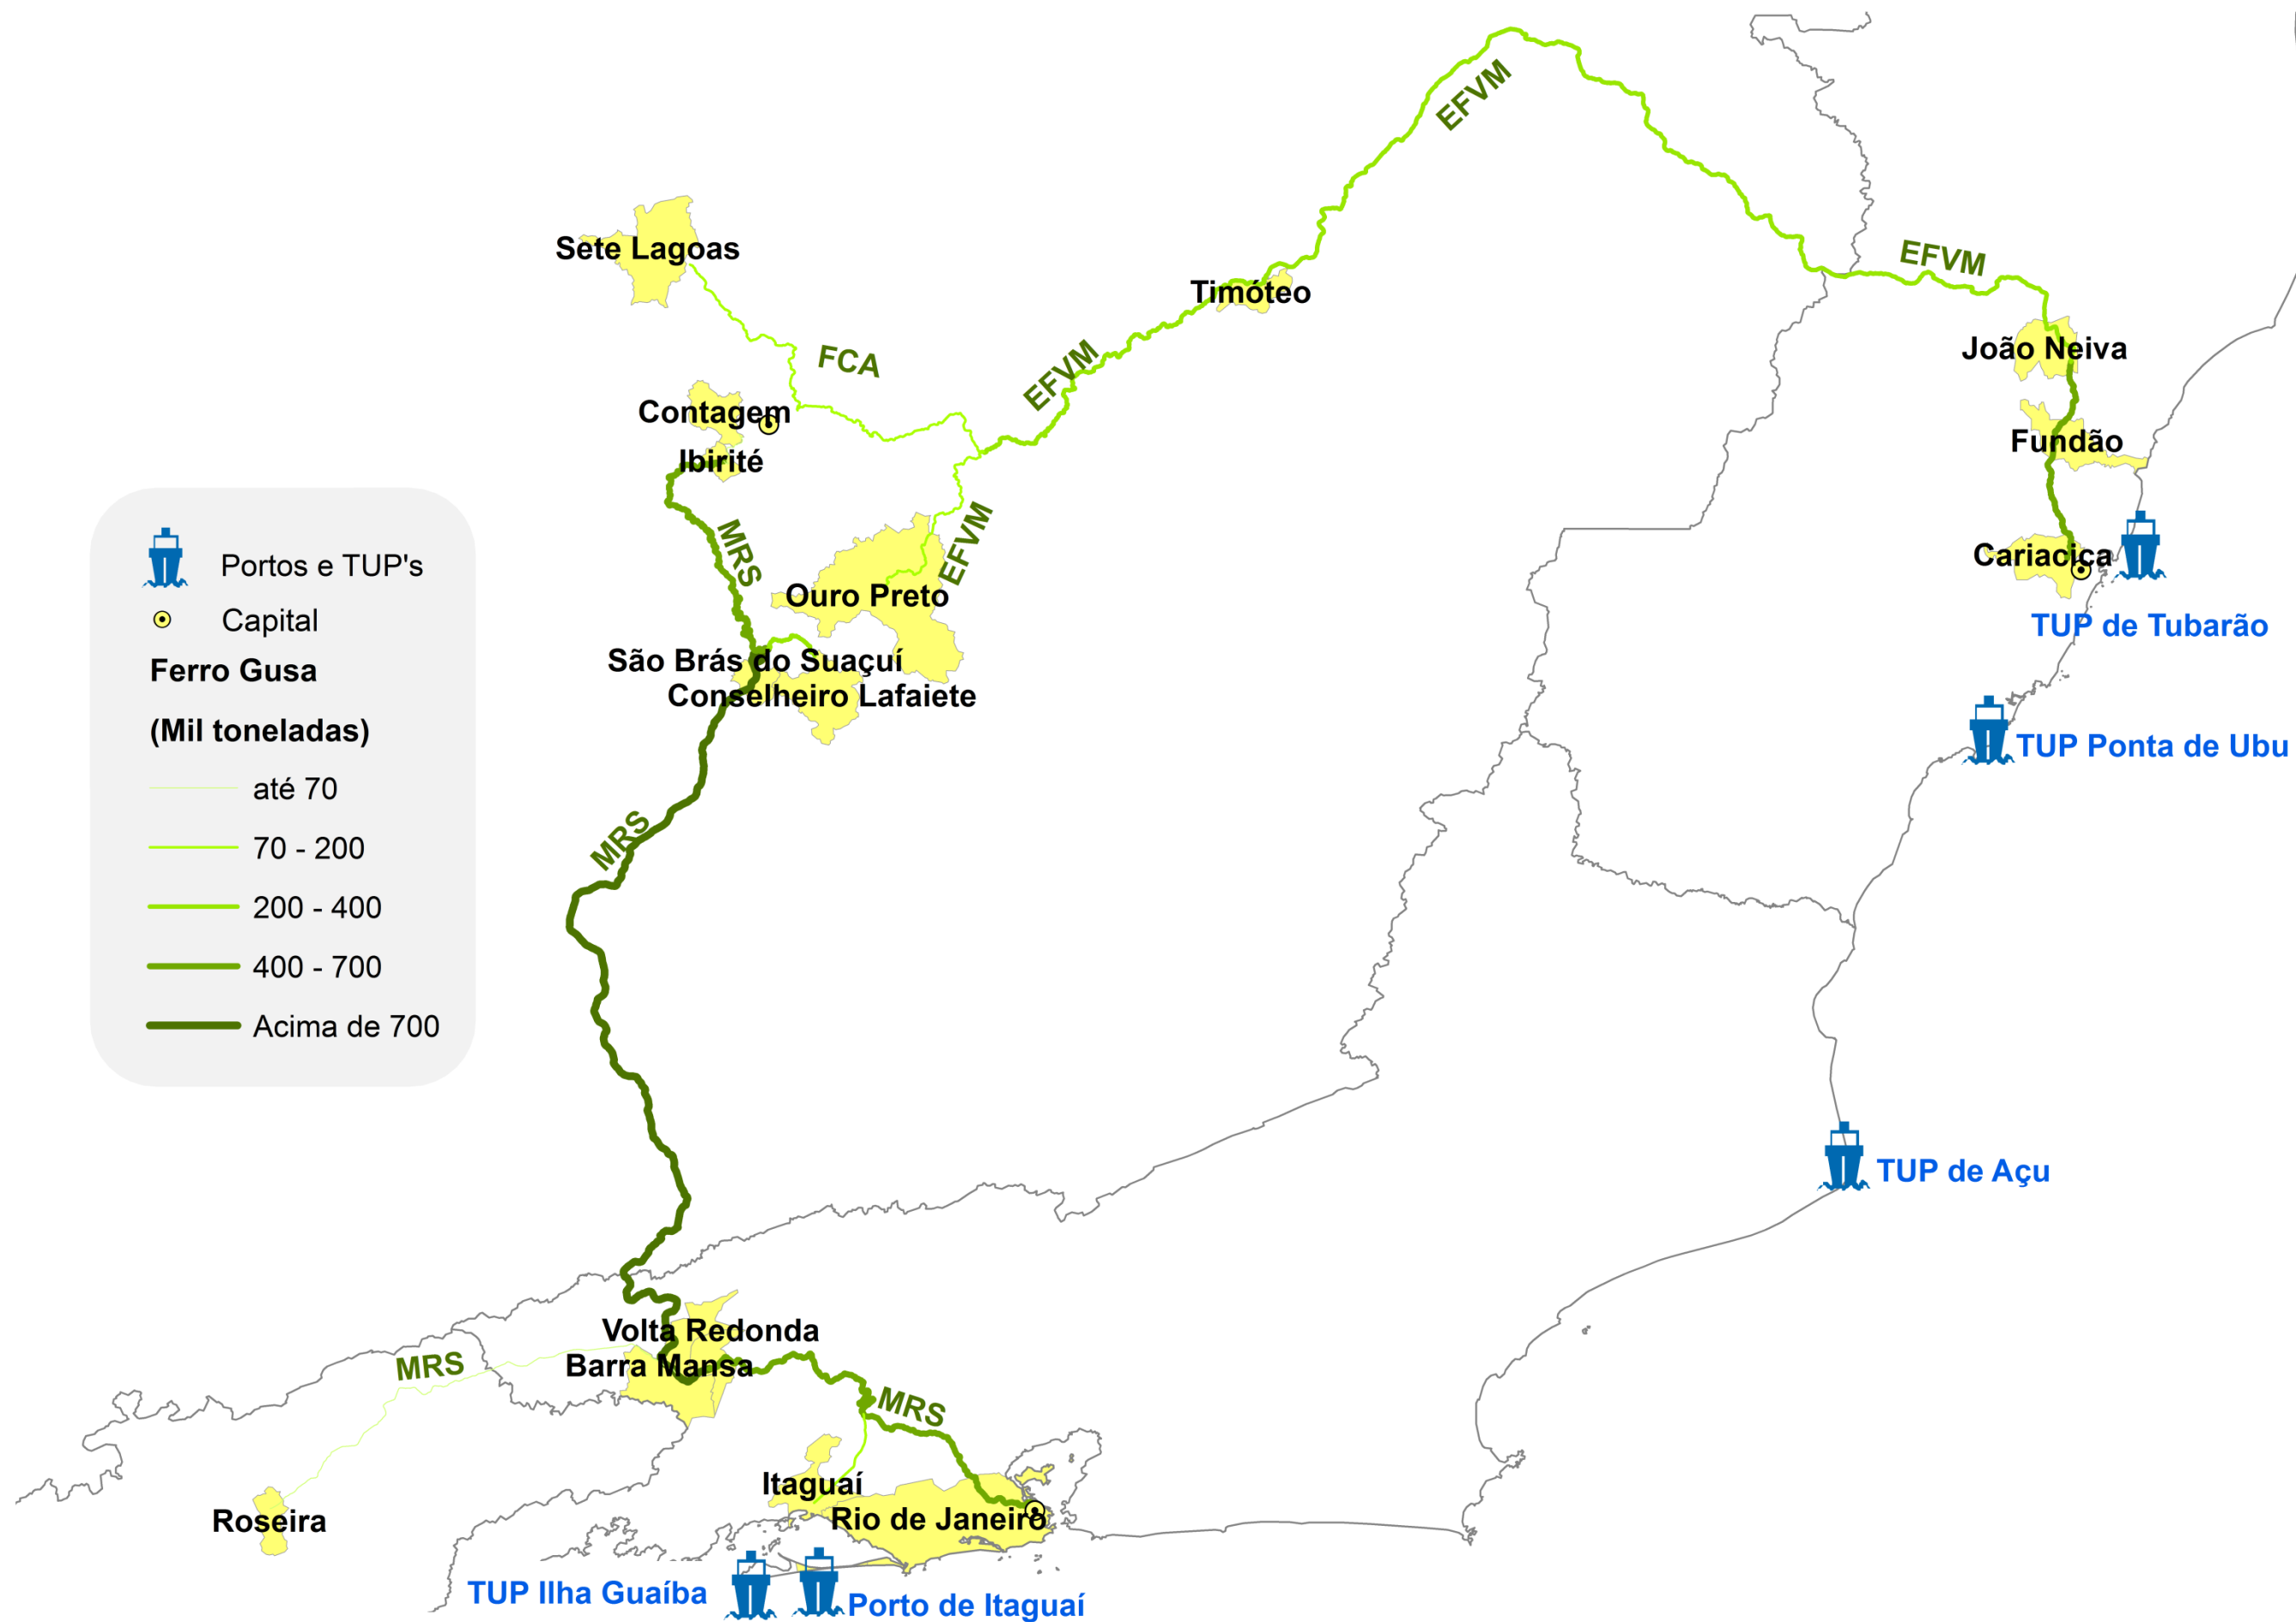 EFVM
Sete Lagoas
EFVM
Timóteo
João Neiva
FCA
EFVM
Contagem
Fundão
Ibirité
MRS
EFVM
Cariacica
Portos e TUP's
Ouro Preto
Capital
TUP de Tubarão
São Brás do Suaçuí
Ferro Gusa
Conselheiro Lafaiete
(Mil toneladas)
TUP Ponta de Ubu
até 70
MRS
70 - 200
200 - 400
400 - 700
Acima de 700
TUP de Açu
Volta Redonda
MRS
Barra Mansa
MRS
Itaguaí
Roseira
Rio de Janeiro
TUP Ilha Guaíba
Porto de Itaguaí